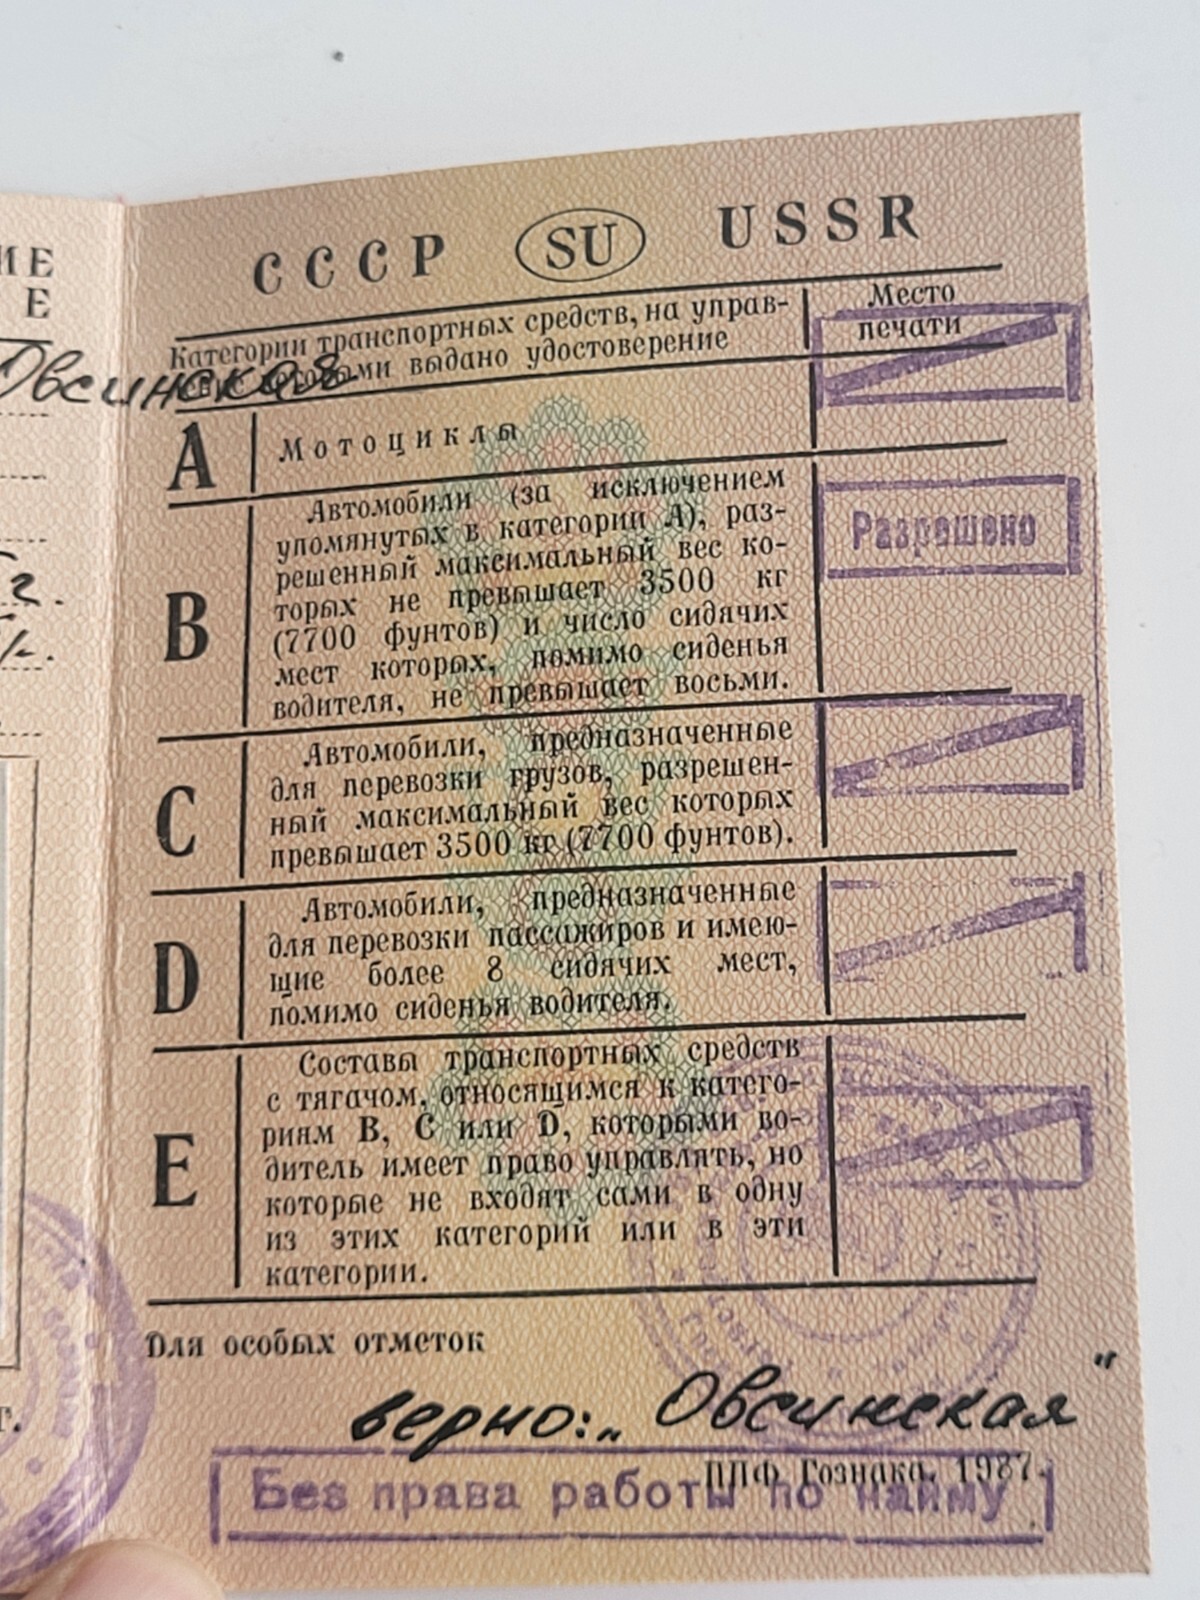 ИЕ
Е
Овсинская
г.
СССР SU USSR
Категории транспортных средств, на управ-
ими выдано удостоверение
Место
печати
A
Мотоциклы
B
Автомобили (за исключением
упомянутых в категории А), раз-
решенный максимальный вес ко-
торых не превышает 3500 кг
(7700 фунтов) и число сидячих
мест которых, помимо сиденья
водителя, не превышает восьми.
Разрешено
C
Автомобили, предназначенные
для перевозки грузов, разрешен-
ный максимальный вес которых
превышает 3500 кг (7700 фунтов).
D
Автомобили, предназначенные
для перевозки пассажиров и имею-
щие более 8 сидячих мест,
помимо сиденья водителя.
E
Составы транспортных средств
с тягачом, относящимся к катего-
риям В, С или D, которыми во-
дитель имеет право управлять, но
которые не входят сами в одну
из этих категорий или в эти
категории.
Для особых отметок
г.
верно: „Овсинская"
ППФ Гознака. 1987.
Без права работы по найму